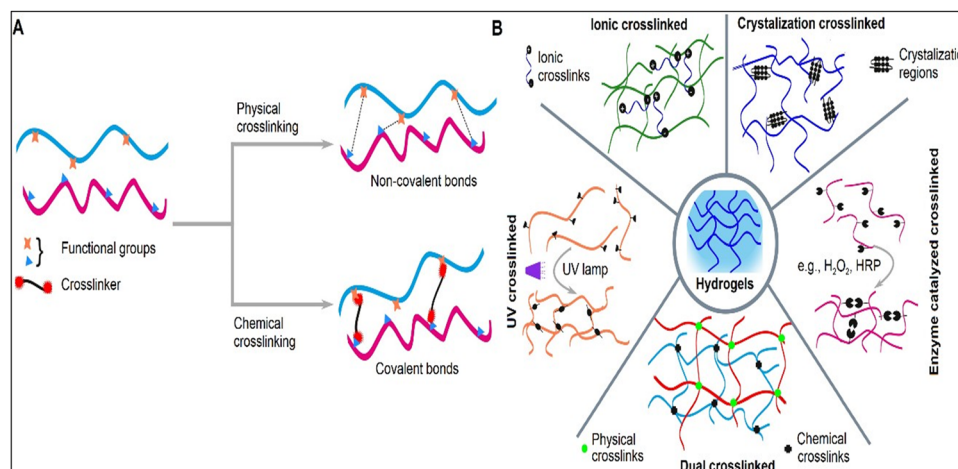 A
Physical
crosslinking
Non-covalent bonds
Functional groups
Crosslinker
Chemical
crosslinking
Covalent bonds
B
Ionic crosslinked
Ionic
crosslinks
Crystalization crosslinked
Crystalization
regions
UV crosslinked
UV lamp
Hydrogels
e.g., H₂O₂, HRP
Enzyme catalyzed crosslinked
Physical
crosslinks
Chemical
crosslinks
Dual crosslinked